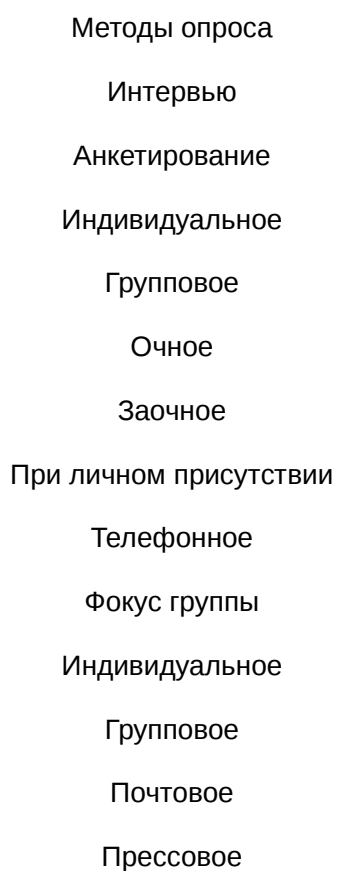 Методы опроса
Интервью
Анкетирование
Индивидуальное
Групповое
Очное
Заочное
При личном присутствии
Телефонное
Фокус группы
Индивидуальное
Групповое
Почтовое
Прессовое